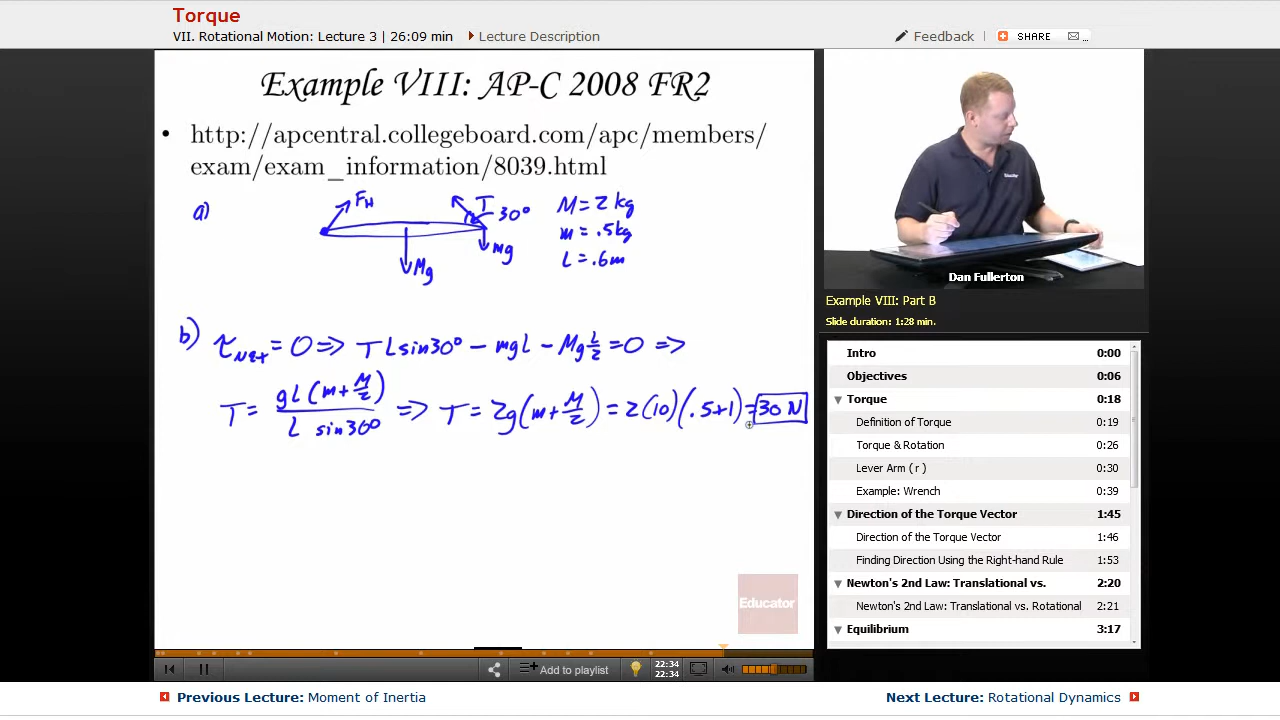 Torque
VII. Rotational Motion: Lecture 3 | 26:09 min Lecture Description
Feedback SHARE
Example VIII: AP-C 2008 FR2
• http://apcentral.collegeboard.com/apc/members/
exam/exam_information/8039.html
a) FH T 30° M = 2 kg
m = .5kg
mg L = .6m
Mg
b) τNET = 0 => T L sin30° - mgL - Mg L/2 = 0 =>
T = gL(m+M/2) / L sin30° => T = 2g(m+M/2) = 2(10)(.5+1) = 30 N
Educator
Educator
Dan Fullerton
Example VIII: Part B
Slide duration: 1:28 min.
Intro 0:00
Objectives 0:06
Torque 0:18
Definition of Torque 0:19
Torque & Rotation 0:24
Lever Arm ( r ) 0:30
Example: Wrench 0:39
Direction of the Torque Vector 1:45
Direction of the Torque Vector 1:46
Finding Direction Using the Right-hand Rule 1:53
Newton's 2nd Law: Translational vs. 2:20
Newton's 2nd Law: Translational vs. Rotational 2:21
Equilibrium 3:17
Add to playlist 22:34
22:34
Previous Lecture: Moment of Inertia Next Lecture: Rotational Dynamics